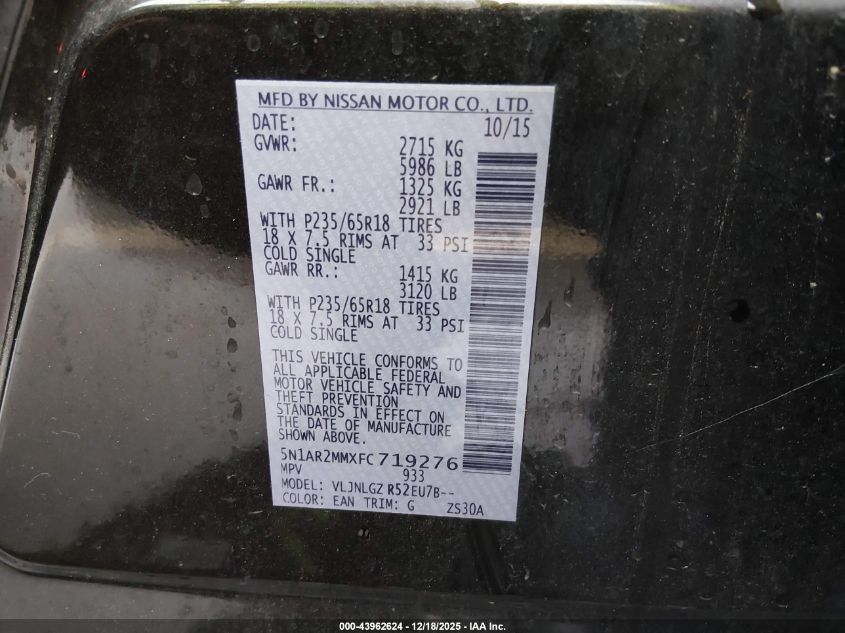 MFD BY NISSAN MOTOR CO., LTD.
DATE: 10/15
GVWR: 2715 KG
5986 LB
GAWR FR.: 1325 KG
2921 LB
WITH P235/65R18 TIRES
18 X 7.5 RIMS AT 33 PSI
COLD SINGLE
GAWR RR.: 1415 KG
3120 LB
WITH P235/65R18 TIRES
18 X 7.5 RIMS AT 33 PSI
COLD SINGLE
THIS VEHICLE CONFORMS TO
ALL APPLICABLE FEDERAL
MOTOR VEHICLE SAFETY AND
THEFT PREVENTION
STANDARDS IN EFFECT ON
THE DATE OF MANUFACTURE
SHOWN ABOVE.
5N1AR2MMXFC719276
MPV 933
MODEL: VLJNLGZ R52EU7B--
COLOR: EAN TRIM: G ZS30A
000-43962624 - 12/18/2025 - IAA Inc.